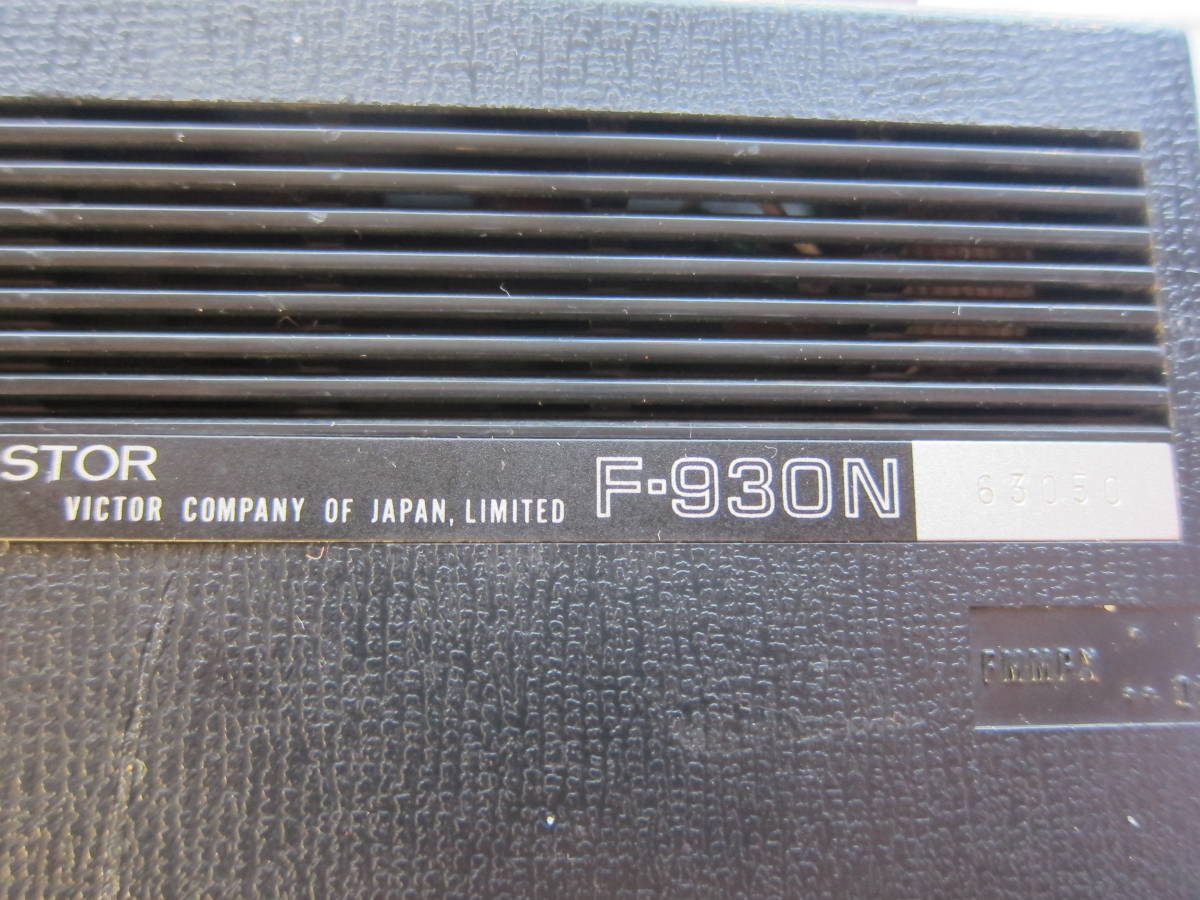 STOR
VICTOR COMPANY OF JAPAN, LIMITED
F-930N
63050
FMMPX